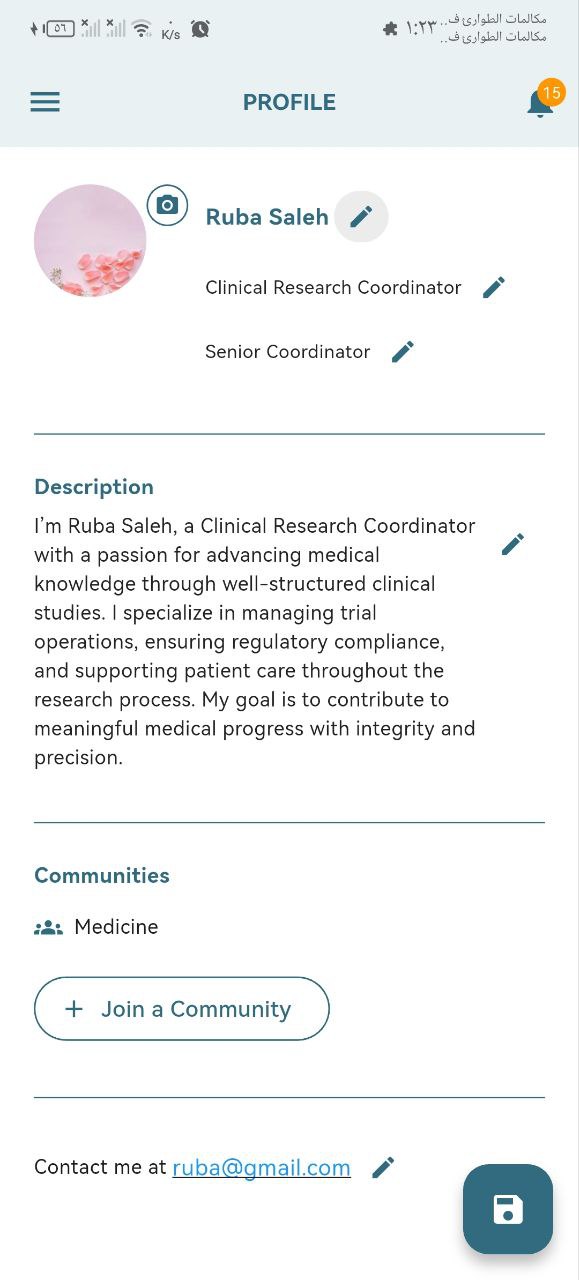 ٥٦
K/s
١:٢٣
مكالمات الطوارئ ف..
مكالمات الطوارئ ف..
PROFILE
15
Ruba Saleh
Clinical Research Coordinator
Senior Coordinator
Description
I'm Ruba Saleh, a Clinical Research Coordinator
with a passion for advancing medical
knowledge through well-structured clinical
studies. I specialize in managing trial
operations, ensuring regulatory compliance,
and supporting patient care throughout the
research process. My goal is to contribute to
meaningful medical progress with integrity and
precision.
Communities
Medicine
+ Join a Community
Contact me at ruba@gmail.com